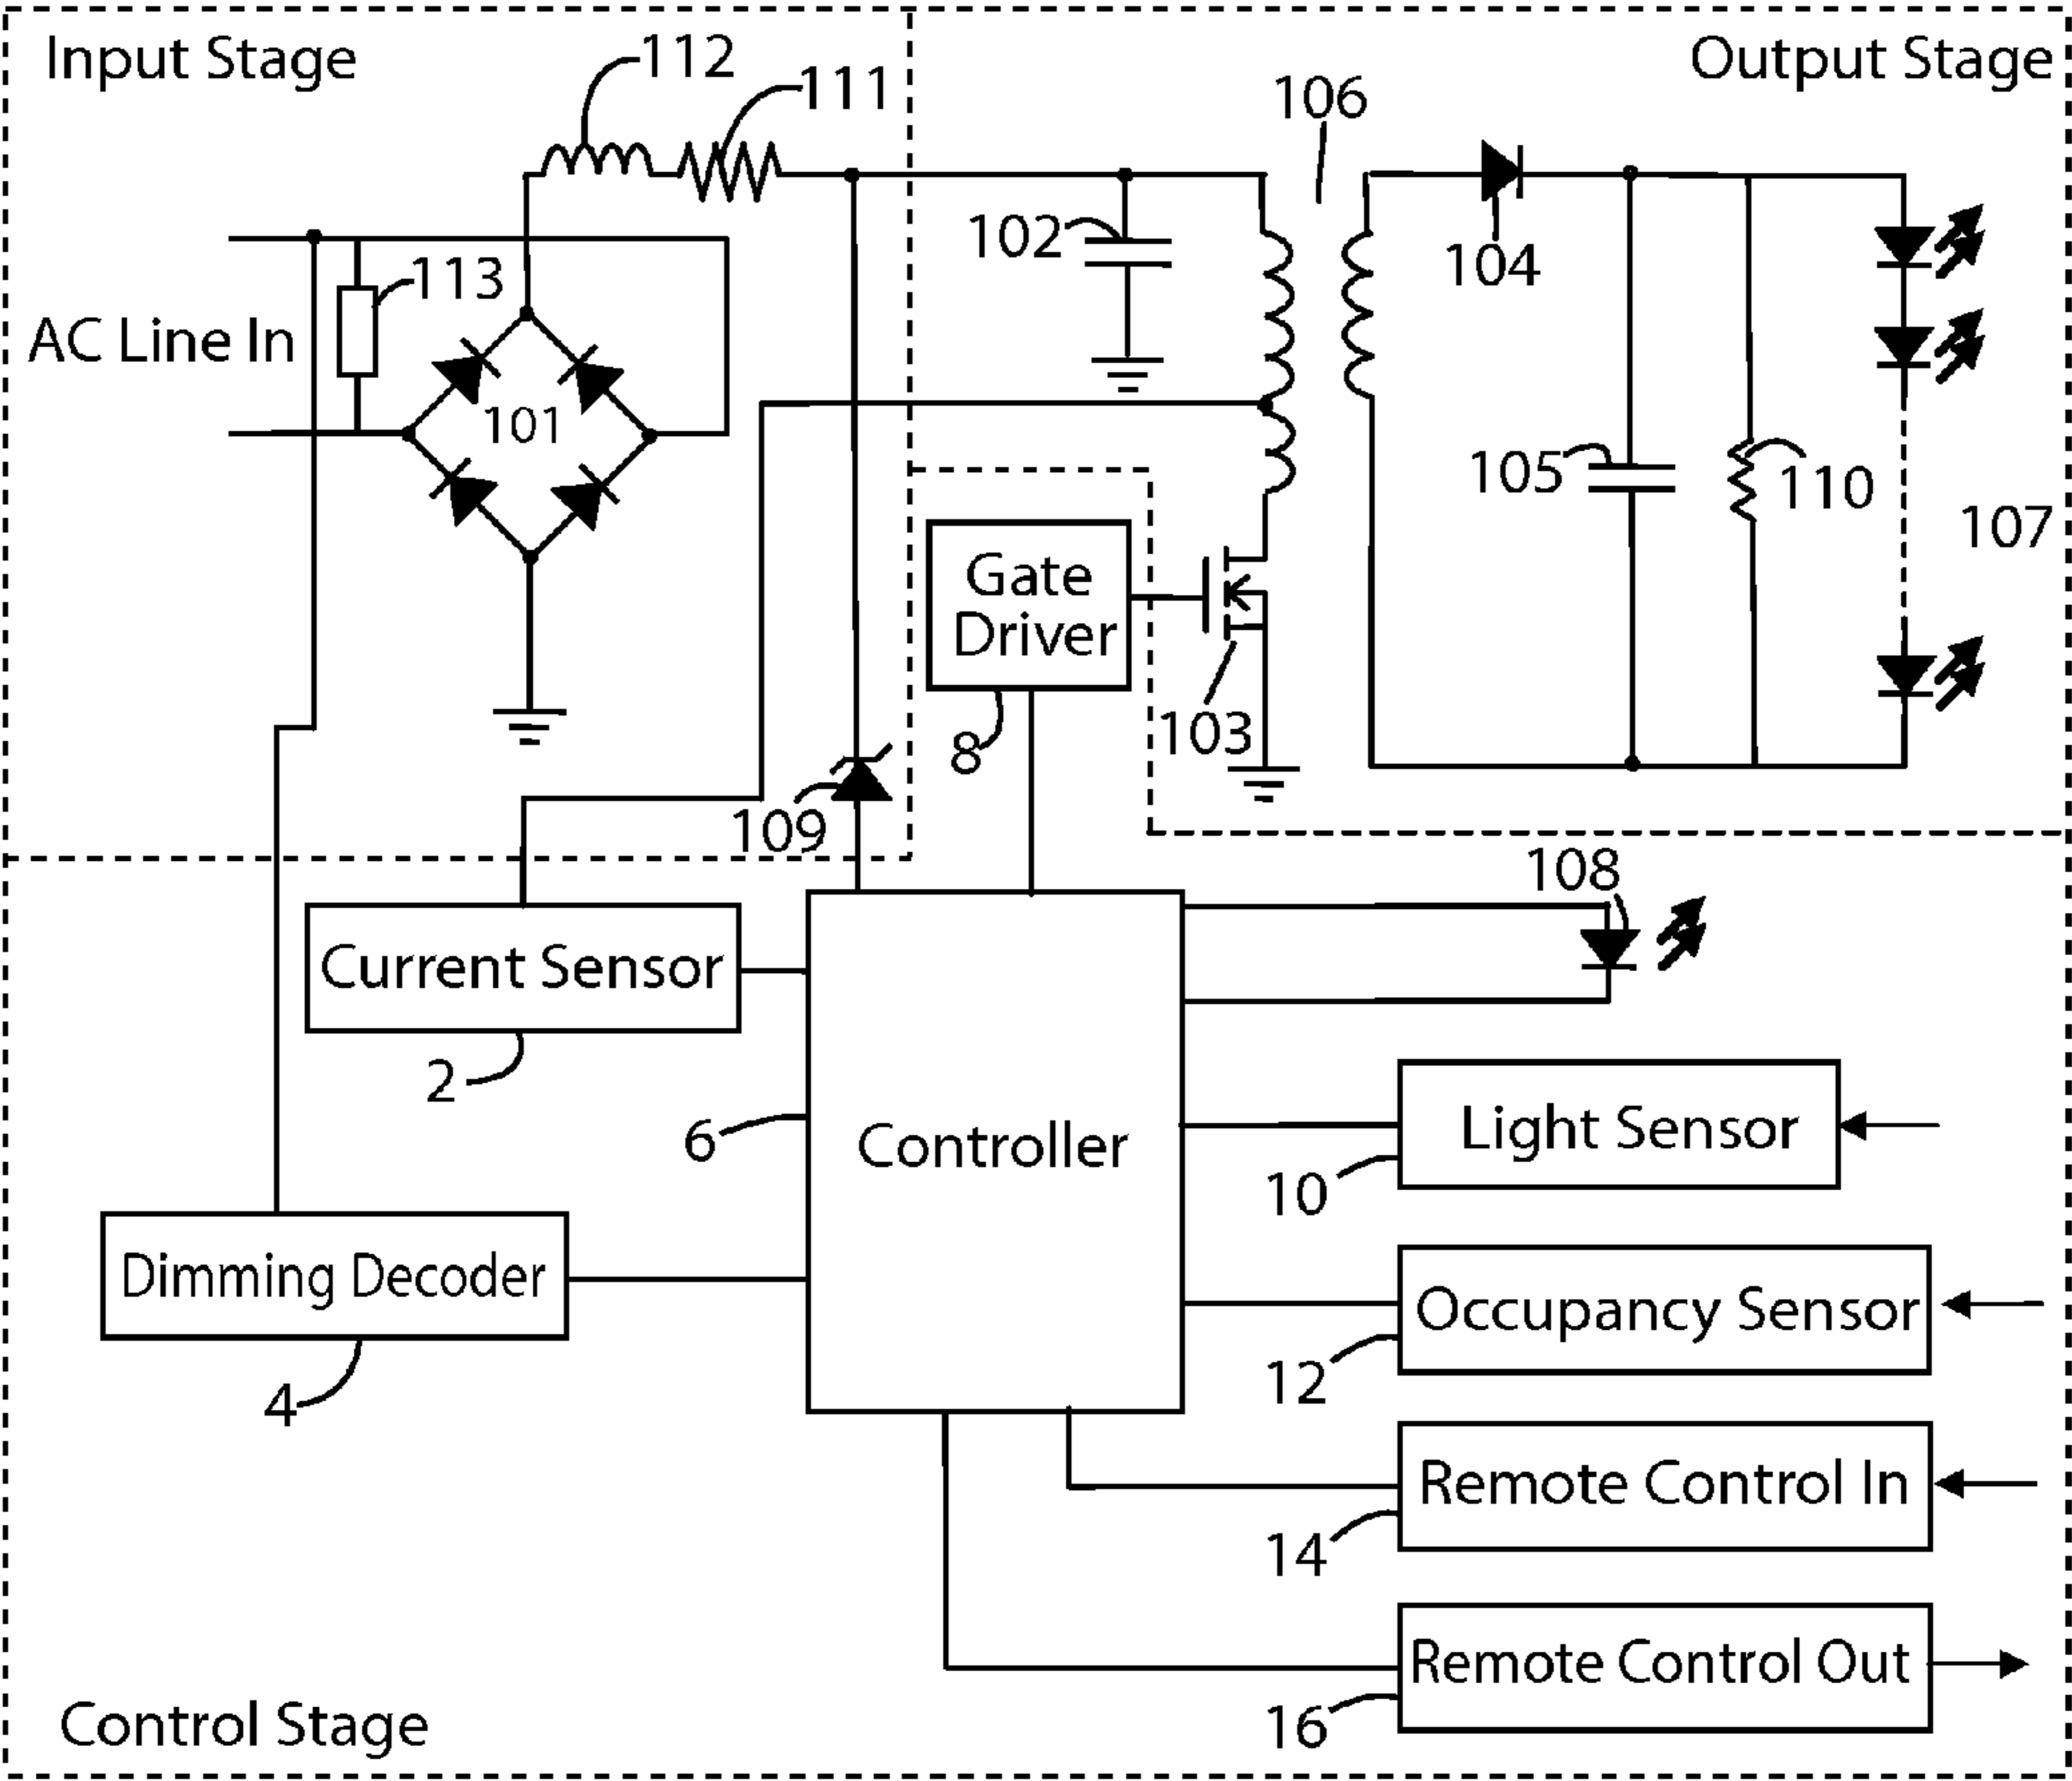 Input Stage
112
111
106
Output Stage
102
104
113
AC Line In
101
105
110
107
Gate
Driver
103
8
109
108
Current Sensor
2
6
Controller
Light Sensor
10
Dimming Decoder
4
Occupancy Sensor
12
Remote Control In
14
Remote Control Out
16
Control Stage